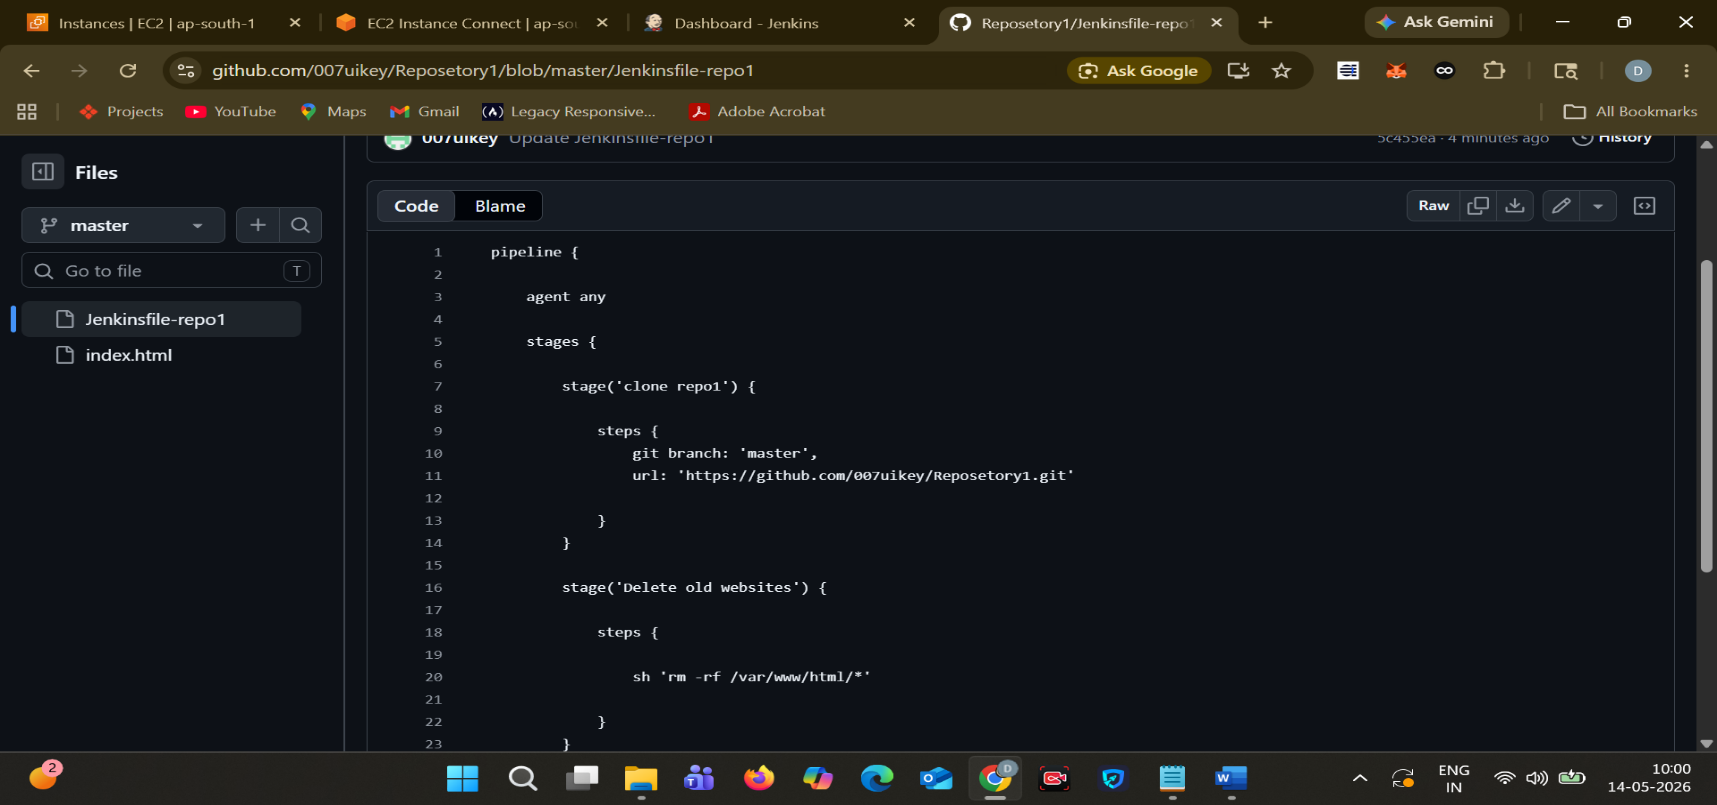 Instances | EC2 | ap-south-1
EC2 Instance Connect | ap-sou
Dashboard - Jenkins
Reposetory1/Jenkinsfile-repo1
Ask Gemini
github.com/007uikey/Reposetory1/blob/master/Jenkinsfile-repo1
Ask Google
D
Projects
YouTube
Maps
Gmail
Legacy Responsive...
Adobe Acrobat
All Bookmarks
007uikey Update Jenkinsfile-repo1
5c455ea · 4 minutes ago
History
Files
master
Go to file
T
Jenkinsfile-repo1
index.html
Code
Blame
Raw
1 pipeline {
2
3 agent any
4
5 stages {
6
7 stage('clone repo1') {
8
9 steps {
10 git branch: 'master',
11 url: 'https://github.com/007uikey/Reposetory1.git'
12
13 }
14 }
15
16 stage('Delete old websites') {
17
18 steps {
19
20 sh 'rm -rf /var/www/html/*'
21
22 }
23 }
2
D
ENG
IN
10:00
14-05-2026